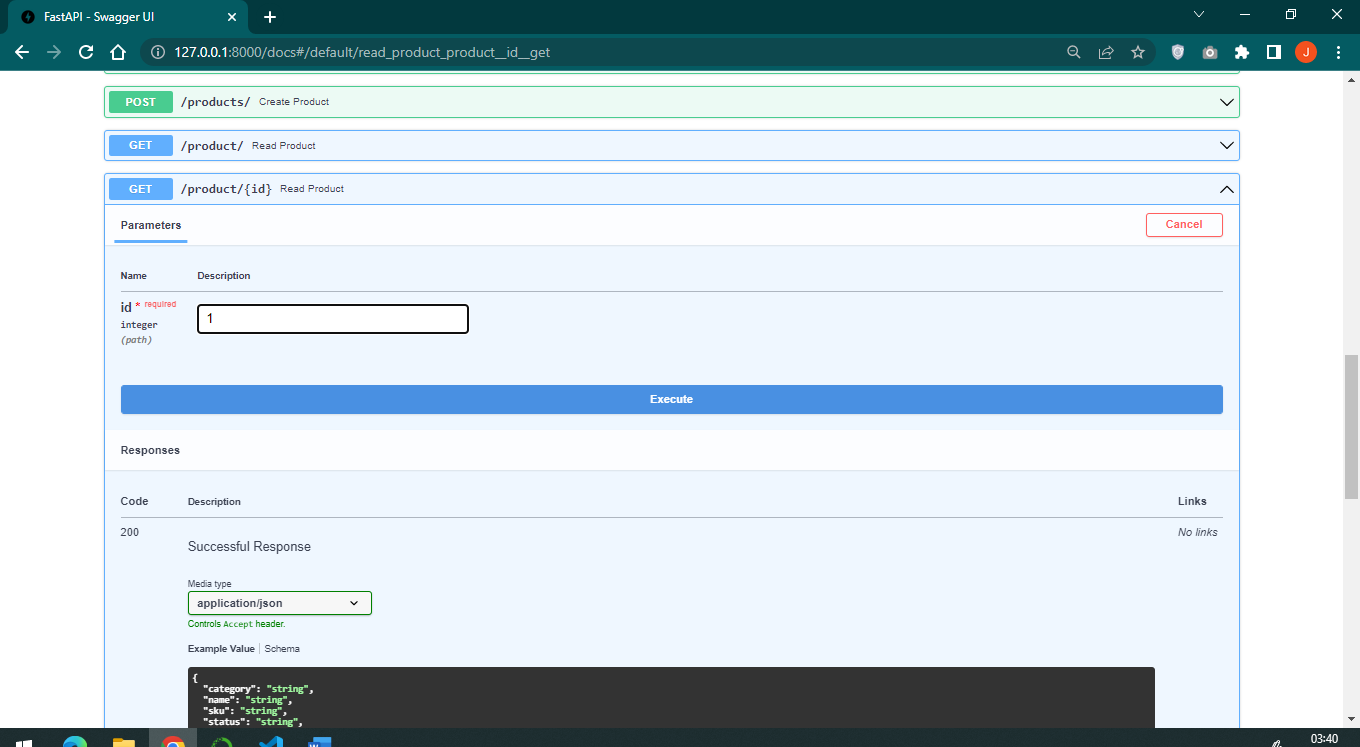 FastAPI - Swagger UI
127.0.0.1:8000/docs#/default/read_product_product__id__get
J
POST /products/ Create Product
GET /product/ Read Product
GET /product/{id} Read Product
Parameters
Cancel
Name Description
id * required
integer
(path)
1
Execute
Responses
Code Description Links
200 No links
Successful Response
Media type
application/json
Controls Accept header.
Example Value Schema
{
"category": "string",
"name": "string",
"sku": "string",
"status": "string",
03:40